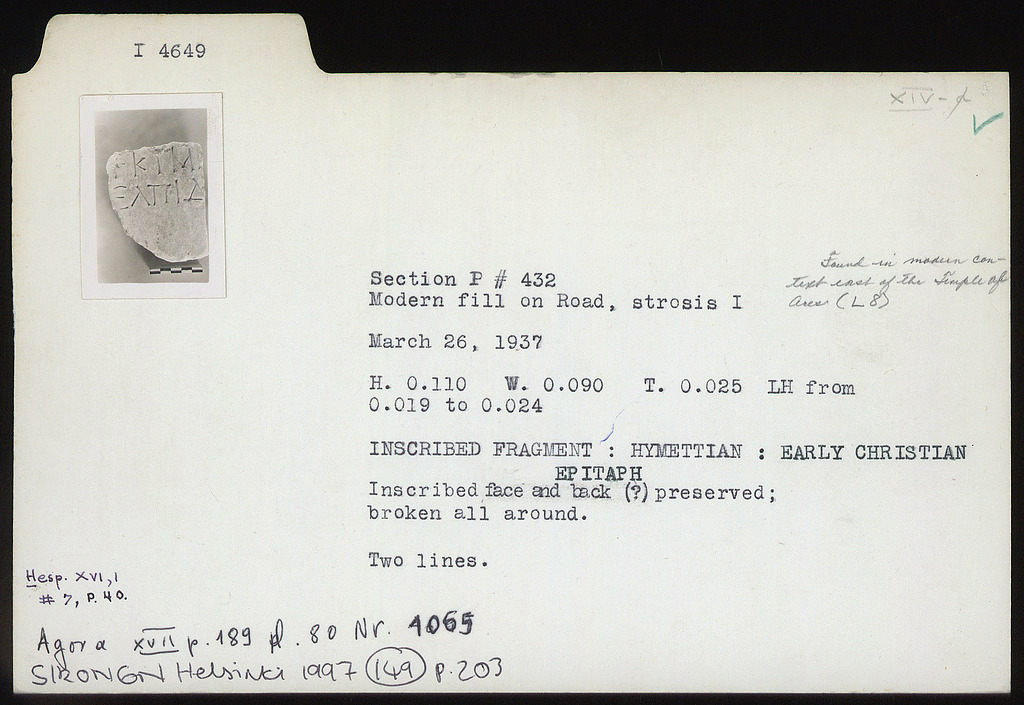 I 4649
XIV-
ΕΛΠΙΔ
Section P # 432
Modern fill on Road, strosis I
Found in modern con-
text east of the Temple of
Ares (L 8)
March 26, 1937
H. 0.110 W. 0.090 T. 0.025 LH from
0.019 to 0.024
INSCRIBED FRAGMENT : HYMETTIAN : EARLY CHRISTIAN
EPITAPH
Inscribed face and back (?) preserved;
broken all around.
Two lines.
Hesp. XVI, 1
# 7, P. 40.
Agora XVII p. 189 pl. 80 Nr. 1065
SIRONEN Helsinki 1997 149 p. 203